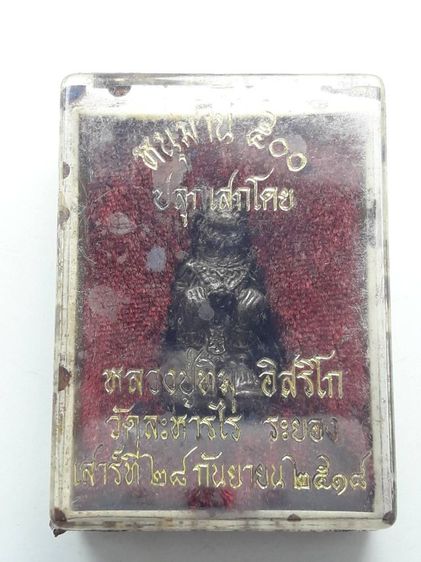 หนุมาน ๕๐๐
ปลุกเสกโดย
หลวงปู่ทิม อิสริโก
วัดละหารไร่ ระยอง
เสาร์ที่ ๒๘ กันยายน ๒๕๑๘